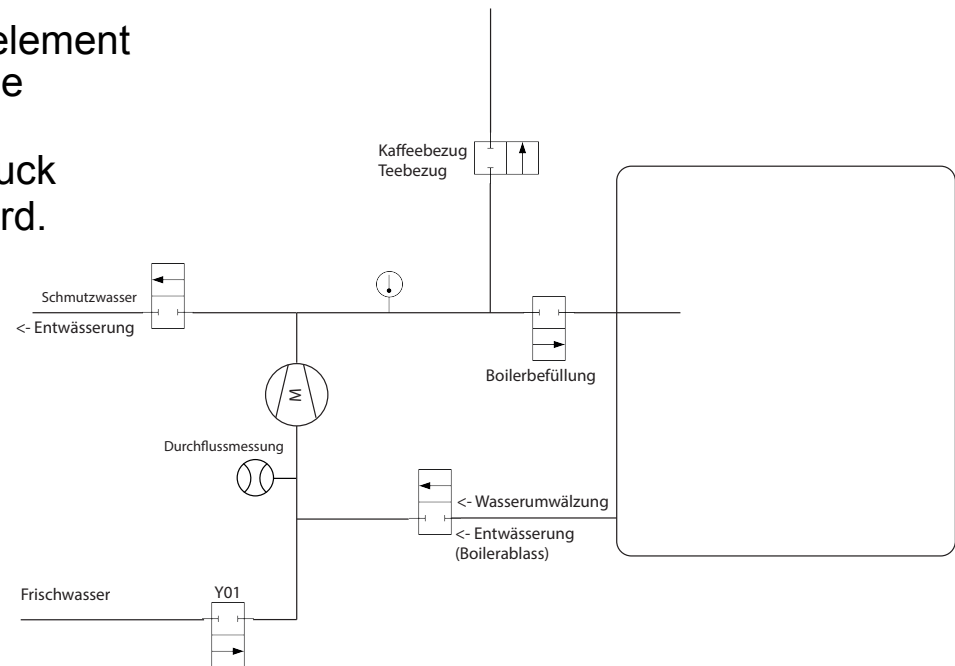 element
e
uck
rd.
Kaffeebezug
Teebezug
Schmutzwasser
<- Entwässerung
Boilerbefüllung
M
Durchflussmessung
<- Wasserumwälzung
<- Entwässerung
(Boilerablass)
Frischwasser
Y01